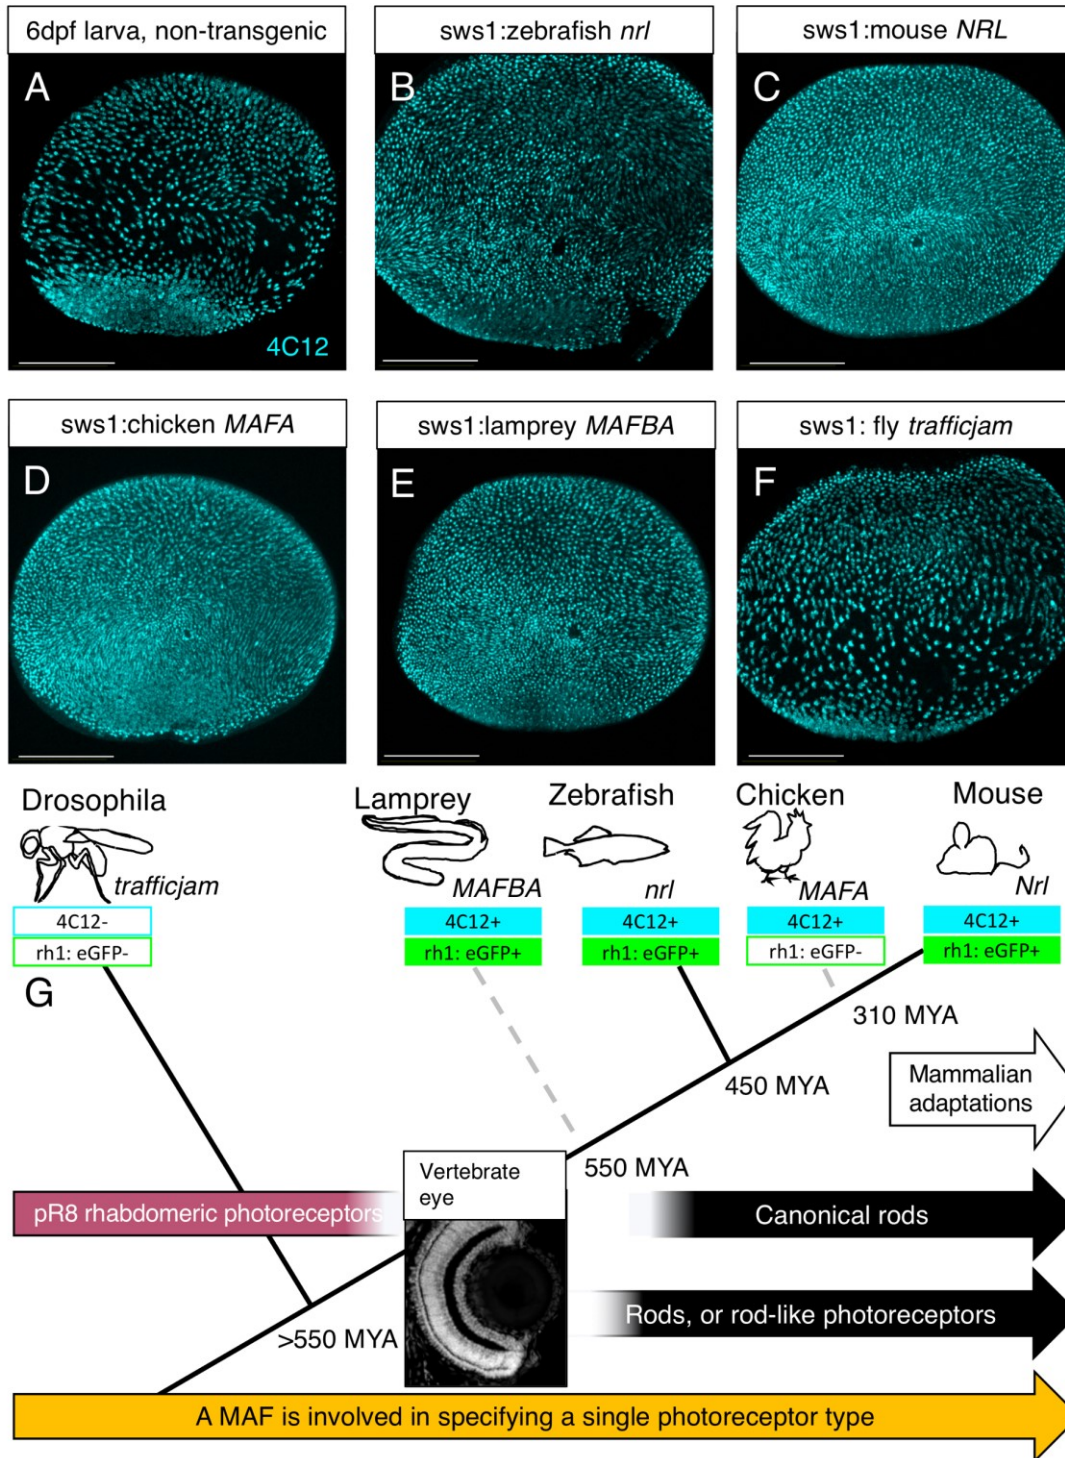 6dpf larva, non-transgenic
sws1:zebrafish nrl
sws1:mouse NRL
A
B
C
4C12
sws1:chicken MAFA
sws1:lamprey MAFBA
sws1: fly trafficjam
D
E
F
Drosophila
Lamprey
Zebrafish
Chicken
Mouse
trafficjam
MAFBA
nrl
MAFA
Nrl
4C12-
4C12+
4C12+
4C12+
4C12+
rh1: eGFP-
rh1: eGFP+
rh1: eGFP+
rh1: eGFP-
rh1: eGFP+
G
310 MYA
450 MYA
Mammalian
adaptations
550 MYA
Vertebrate
eye
pR8 rhabdomeric photoreceptors
Canonical rods
Rods, or rod-like photoreceptors
>550 MYA
A MAF is involved in specifying a single photoreceptor type